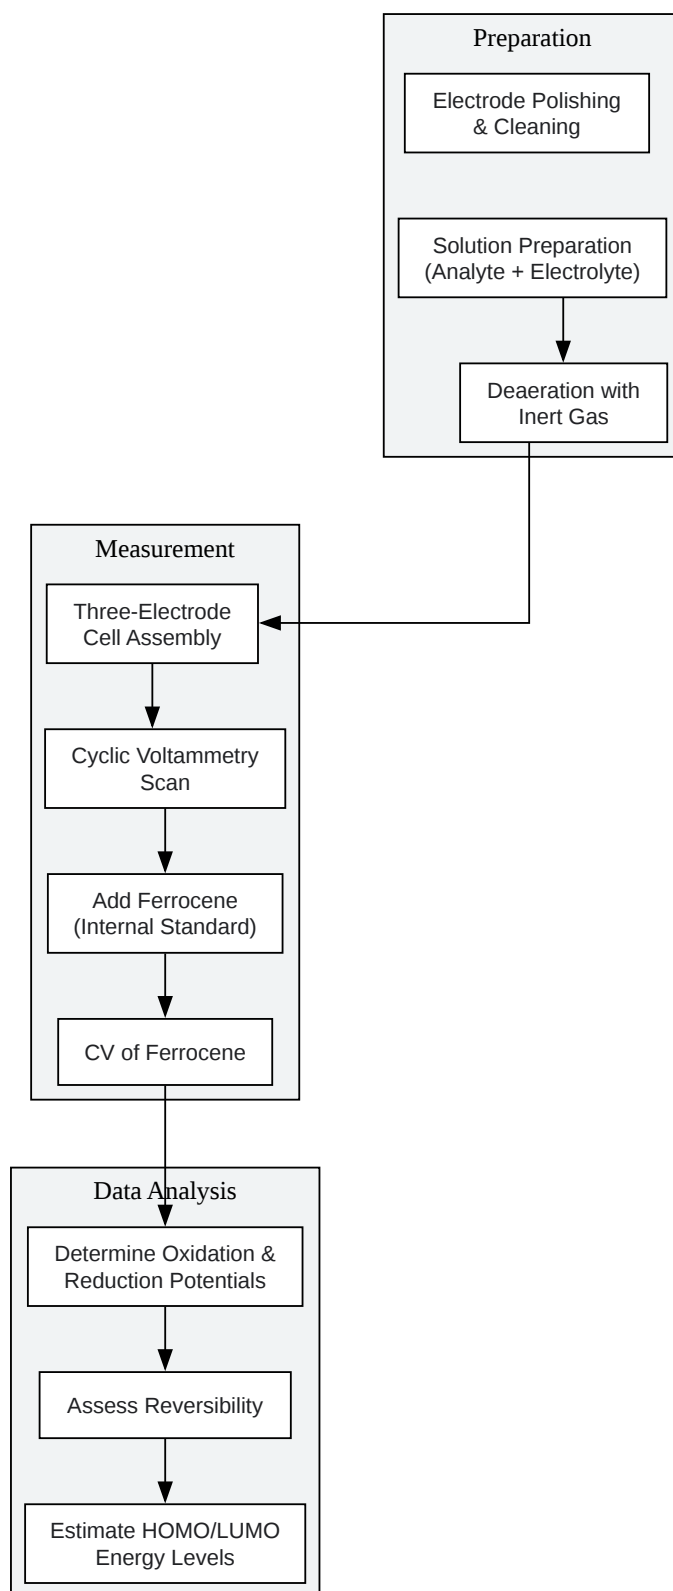 Preparation
Electrode Polishing
& Cleaning
Solution Preparation
(Analyte + Electrolyte)
Deaeration with
Inert Gas
Measurement
Three-Electrode
Cell Assembly
Cyclic Voltammetry
Scan
Add Ferrocene
(Internal Standard)
CV of Ferrocene
Data Analysis
Determine Oxidation &
Reduction Potentials
Assess Reversibility
Estimate HOMO/LUMO
Energy Levels